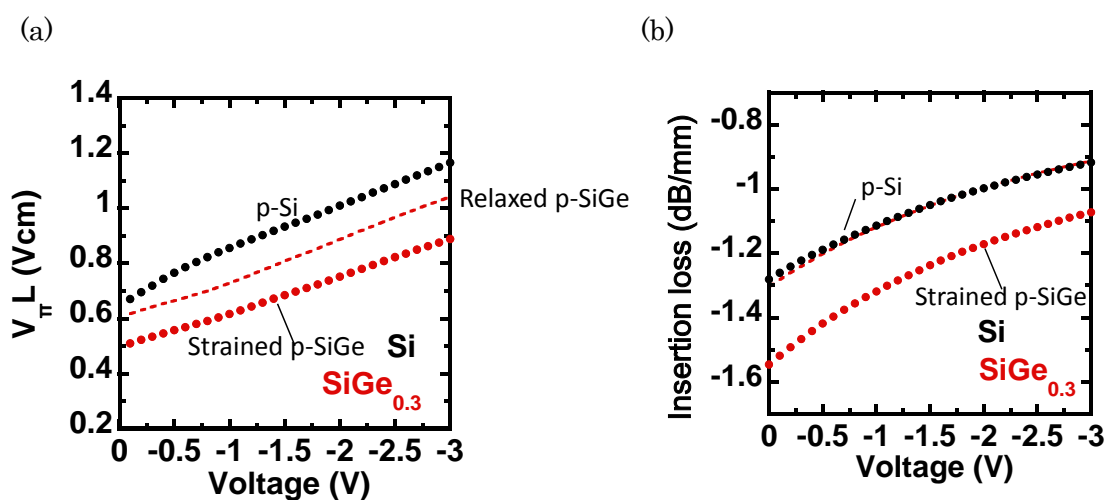 (a)
1.4
1.2
1
0.8
0.6
0.4
0.2
VπL (Vcm)
p-Si
Relaxed p-SiGe
Strained p-SiGe
Si
SiGe0.3
0 -0.5 -1 -1.5 -2 -2.5 -3
Voltage (V)
(b)
-0.8
-1
-1.2
-1.4
-1.6
Insertion loss (dB/mm)
p-Si
Strained p-SiGe
Si
SiGe0.3
0 -0.5 -1 -1.5 -2 -2.5 -3
Voltage (V)